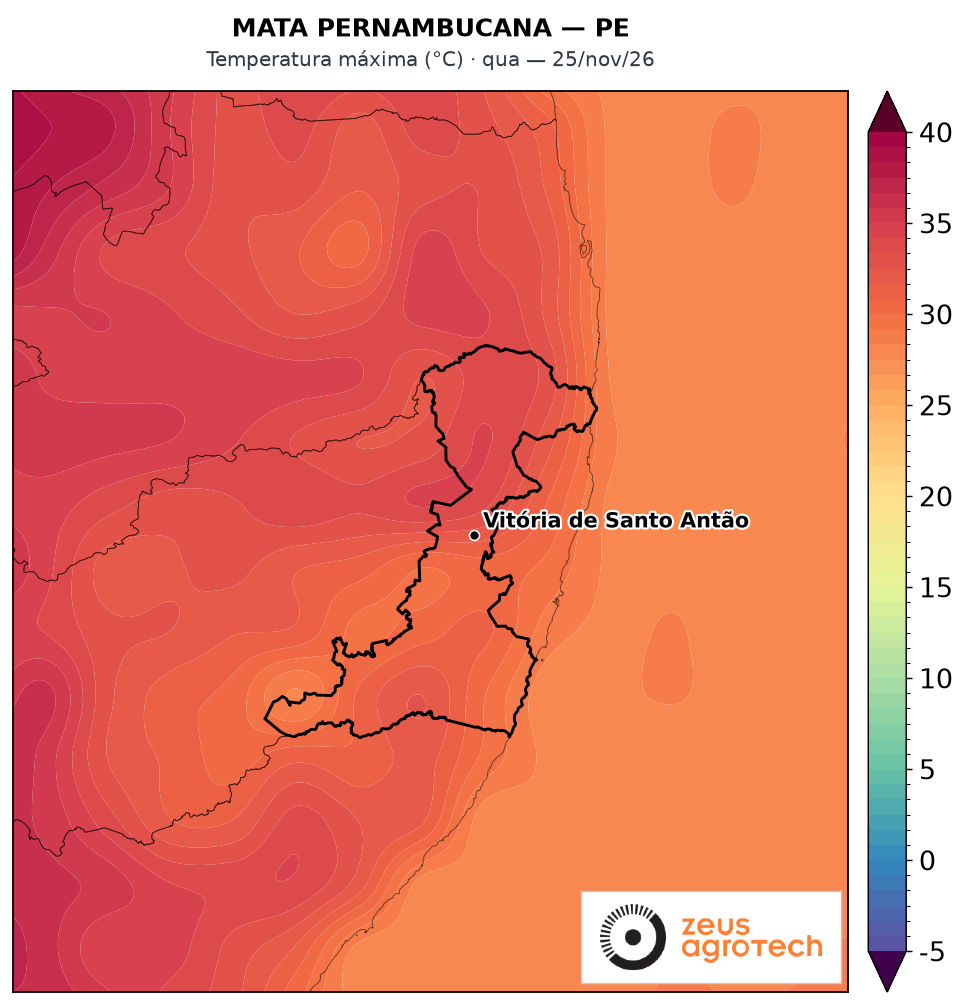 MATA PERNAMBUCANA — PE
Temperatura máxima (°C) · qua — 25/nov/26
40
35
30
25
20
15
10
5
0
-5
Vitória de Santo Antão
zeus
agrotech